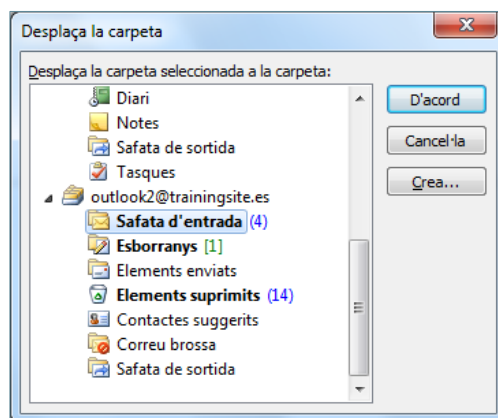 Desplaça la carpeta
Desplaça la carpeta seleccionada a la carpeta:
Diari
Notes
Safata de sortida
Tasques
outlook2@trainingsite.es
Safata d'entrada (4)
Esborranys [1]
Elements enviats
Elements suprimits (14)
Contactes suggerits
Correu brossa
Safata de sortida
D'acord
Cancel·la
Crea...